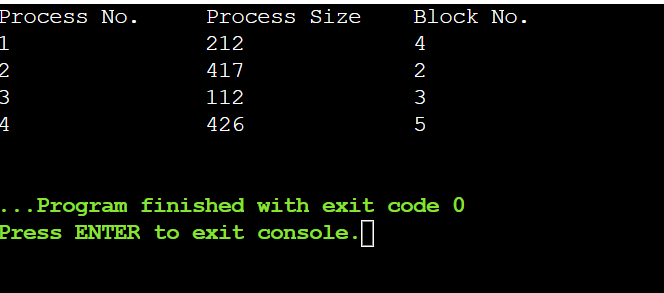 Process No. Process Size Block No.
1 212 4
2 417 2
3 112 3
4 426 5
...Program finished with exit code 0
Press ENTER to exit console.